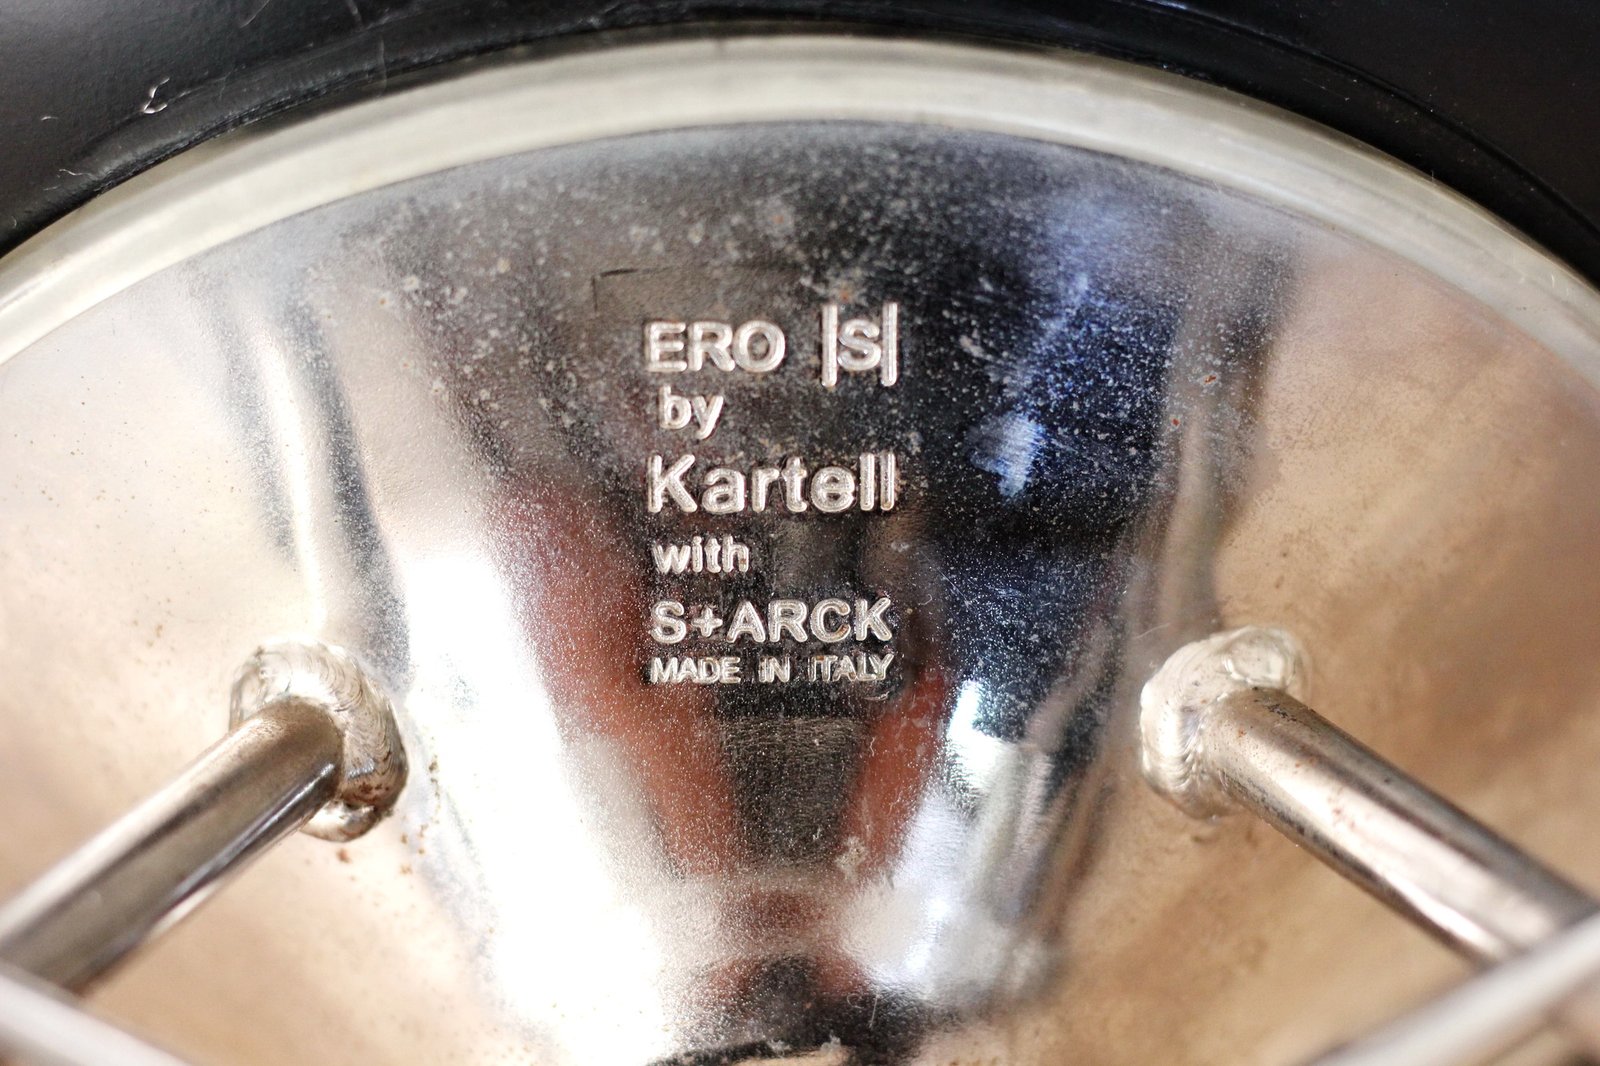 ERO |S|
by
Kartell
with
S+ARCK
MADE IN ITALY